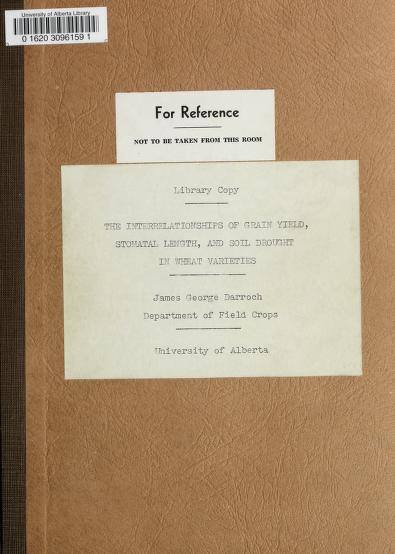 University of Alberta Library
0 1620 3096159 1
For Reference
NOT TO BE TAKEN FROM THIS ROOM
Library Copy
THE INTERRELATIONSHIPS OF GRAIN YIELD,
STOMATAL LENGTH, AND SOIL DROUGHT
IN WHEAT VARIETIES
James George Darroch
Department of Field Crops
University of Alberta